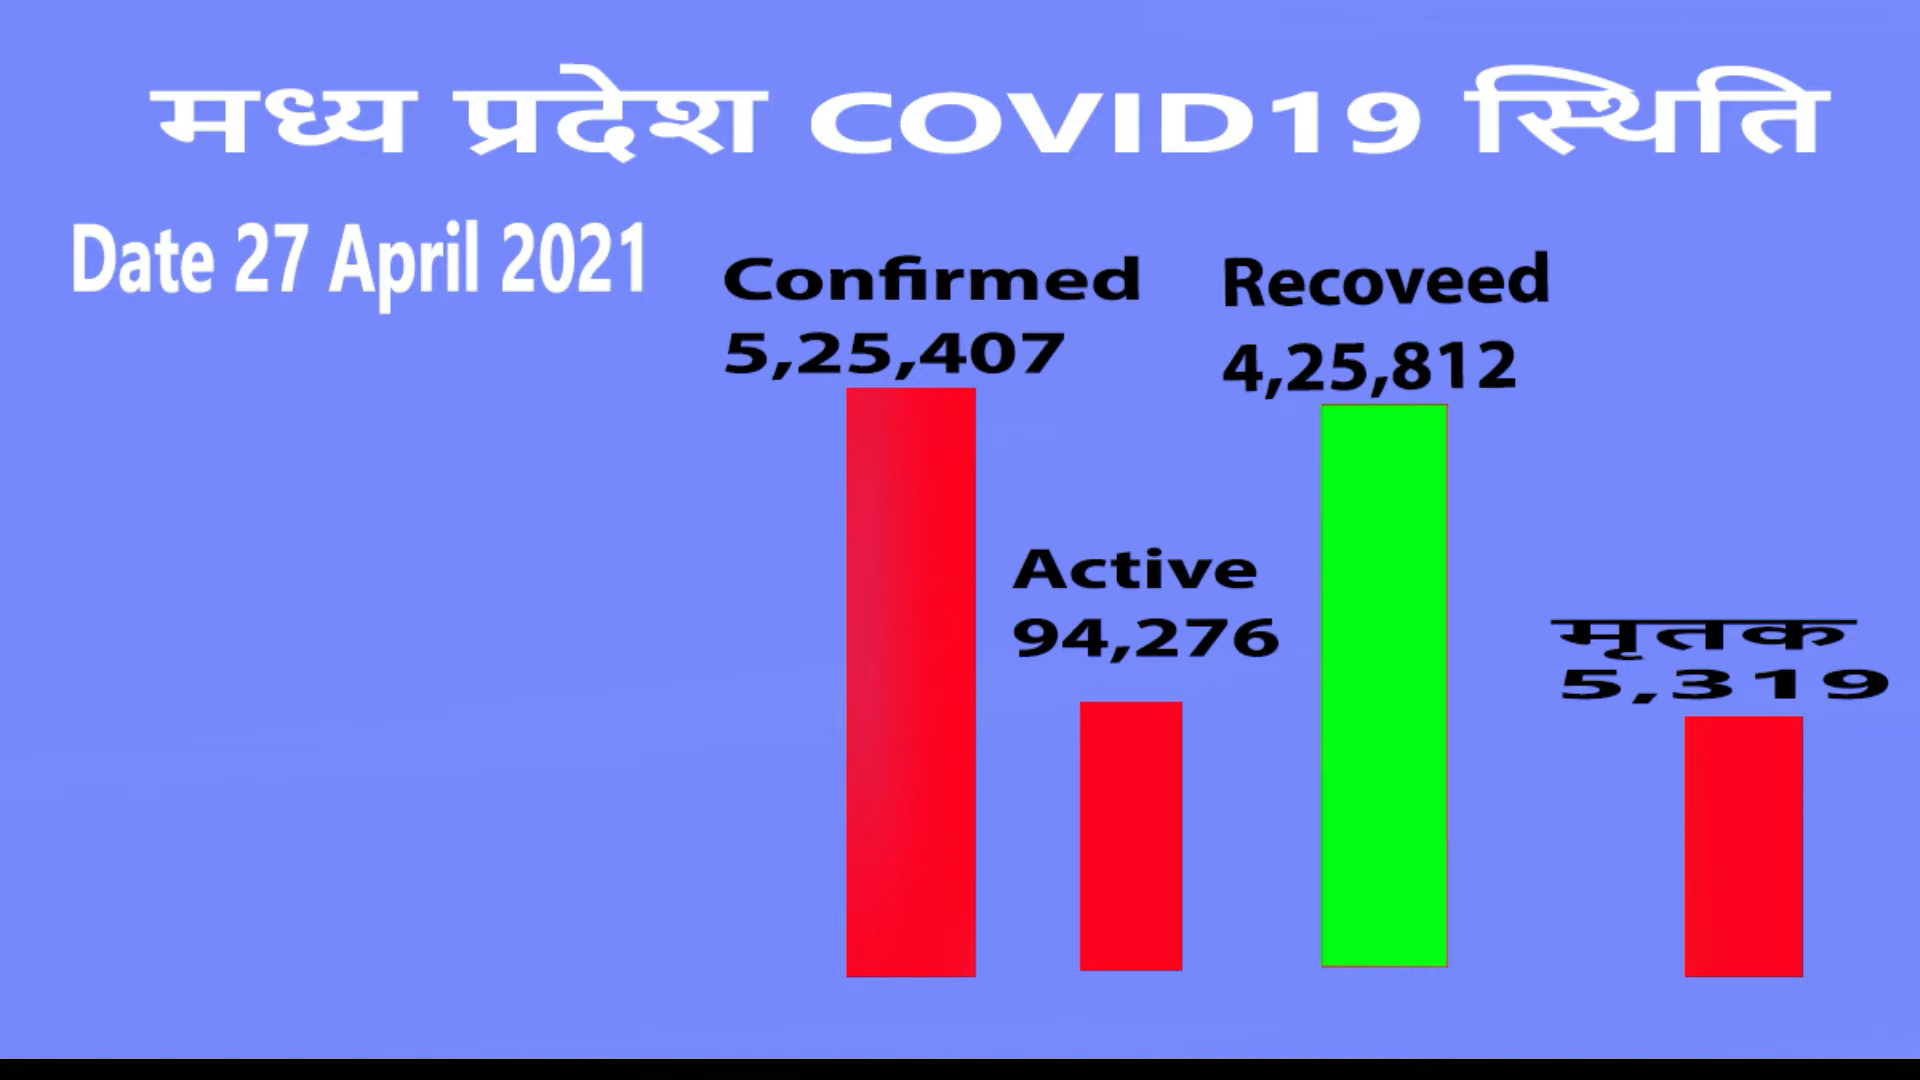 मध्य प्रदेश COVID19 स्थिति
Date 27 April 2021
Confirmed
5,25,407
Recoveed
4,25,812
Active
94,276
मृतक
5,319